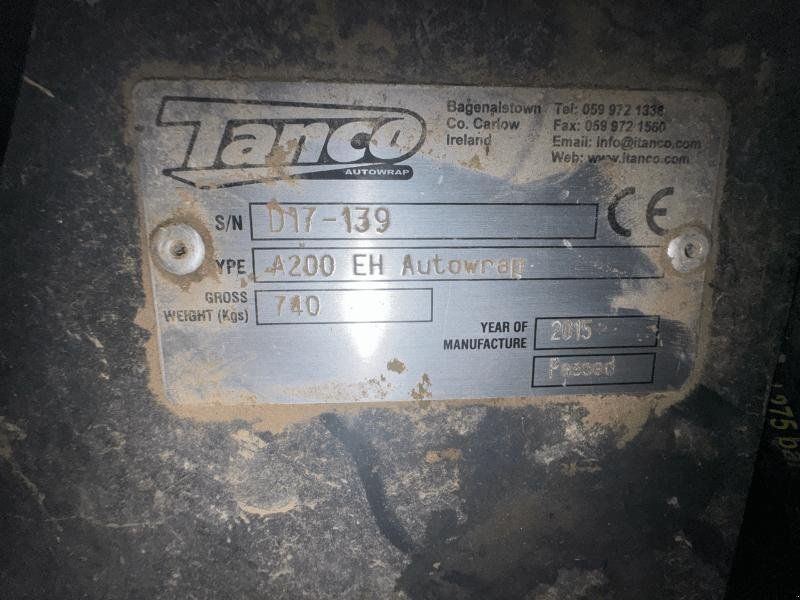 Tanco
AUTOWRAP
Bagenalstown Tel: 059 972 1336
Co. Carlow Fax: 059 972 1560
Ireland Email: info@itanco.com
Web: www.itanco.com
S/N D17-139
CE
YPE A200 EH Autowrap
GROSS
WEIGHT (Kgs) 740
YEAR OF
MANUFACTURE 2015
Passed